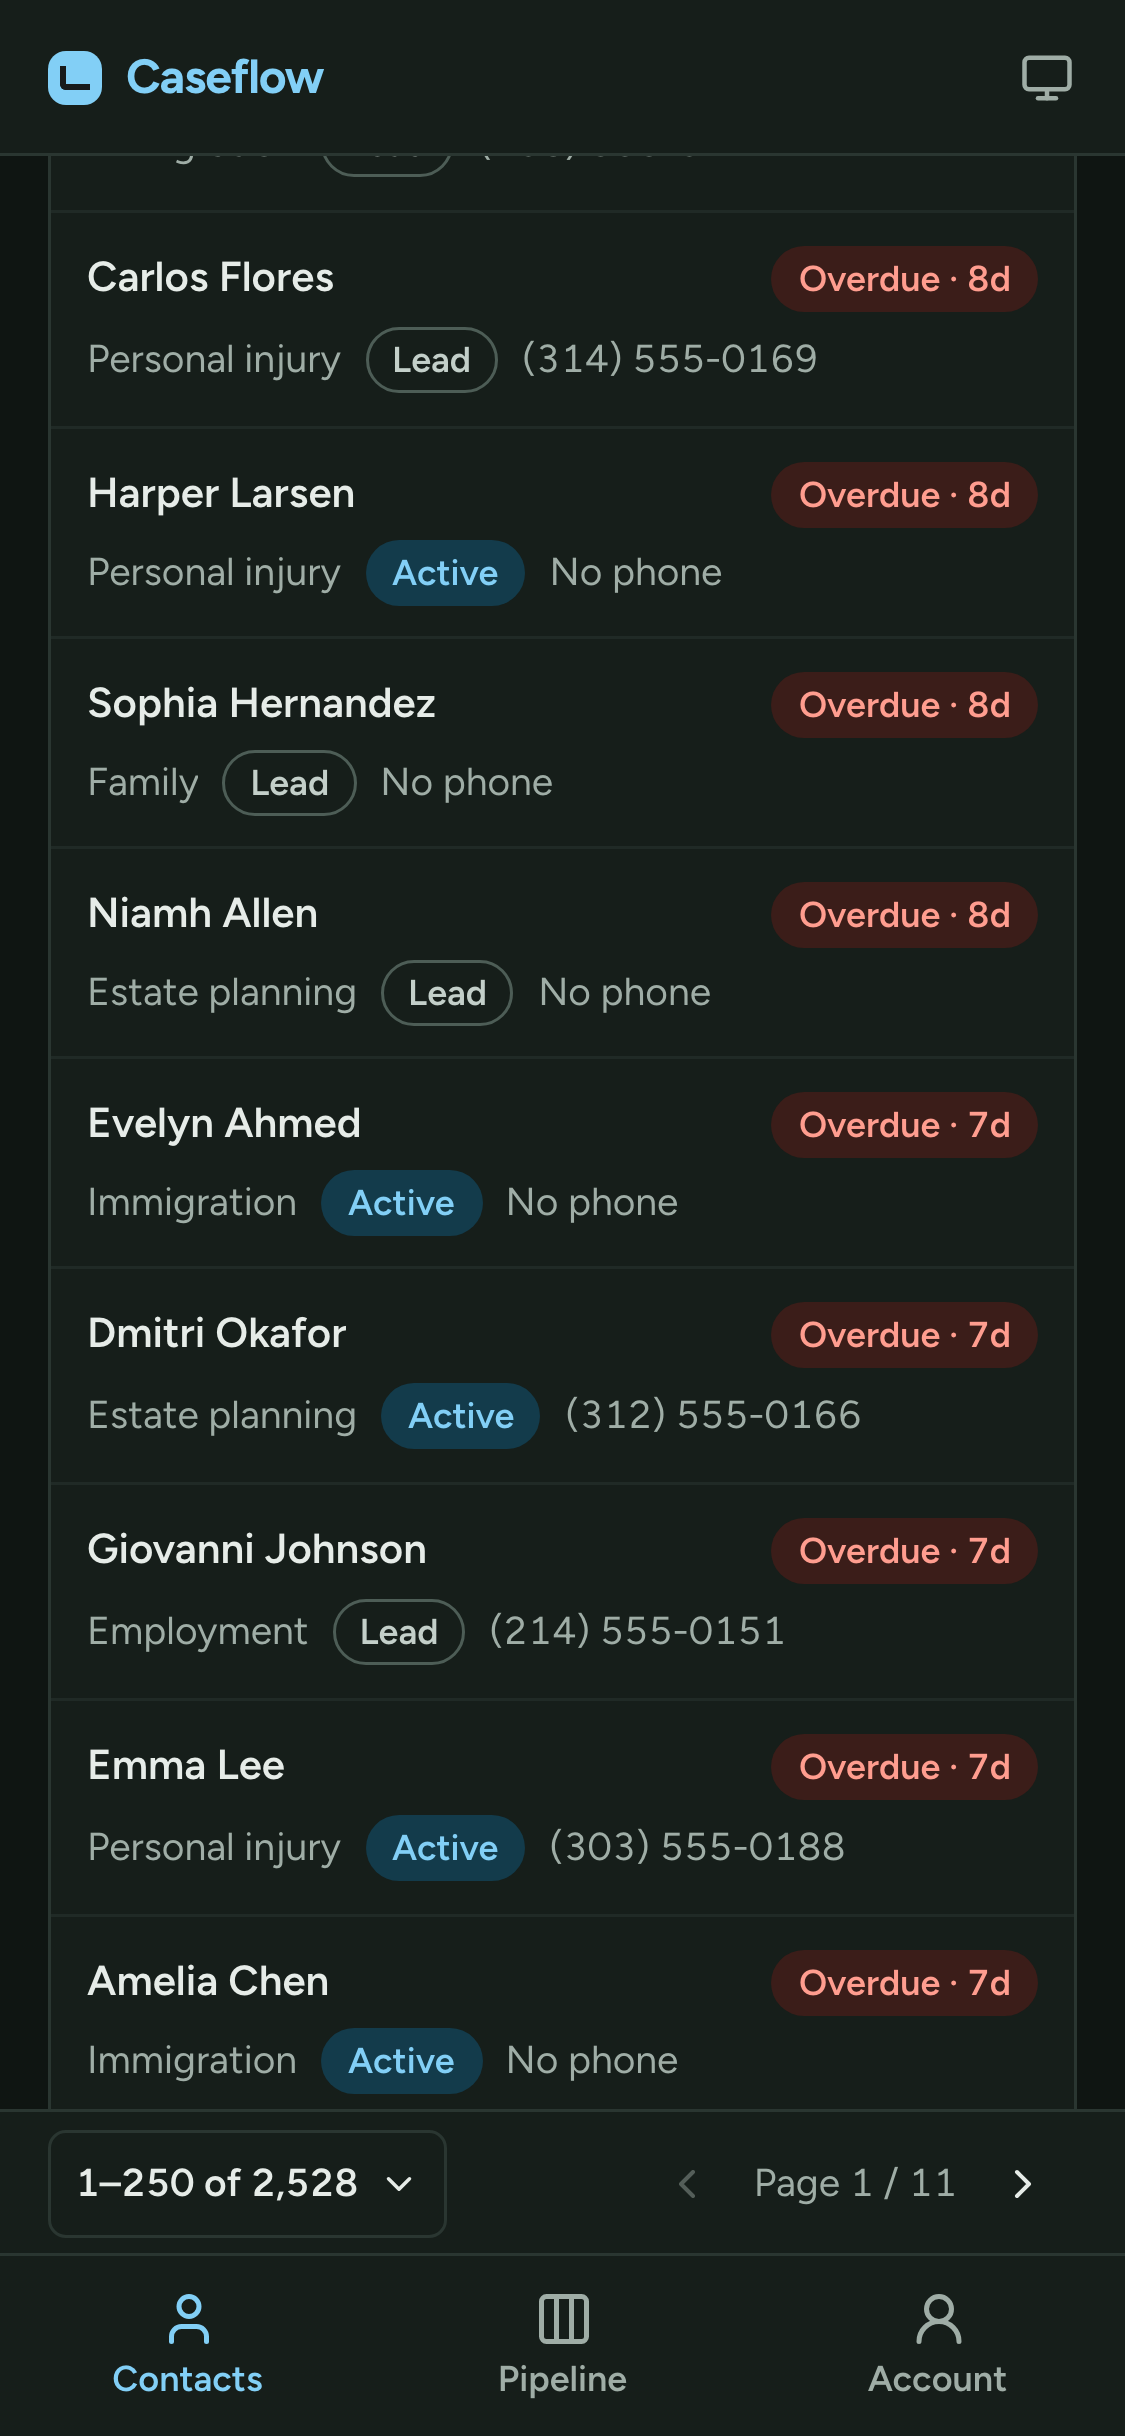 Caseflow
Carlos Flores
Overdue · 8d
Personal injury Lead (314) 555-0169
Harper Larsen
Overdue · 8d
Personal injury Active No phone
Sophia Hernandez
Overdue · 8d
Family Lead No phone
Niamh Allen
Overdue · 8d
Estate planning Lead No phone
Evelyn Ahmed
Overdue · 7d
Immigration Active No phone
Dmitri Okafor
Overdue · 7d
Estate planning Active (312) 555-0166
Giovanni Johnson
Overdue · 7d
Employment Lead (214) 555-0151
Emma Lee
Overdue · 7d
Personal injury Active (303) 555-0188
Amelia Chen
Overdue · 7d
Immigration Active No phone
1–250 of 2,528
Page 1 / 11
Contacts
Pipeline
Account